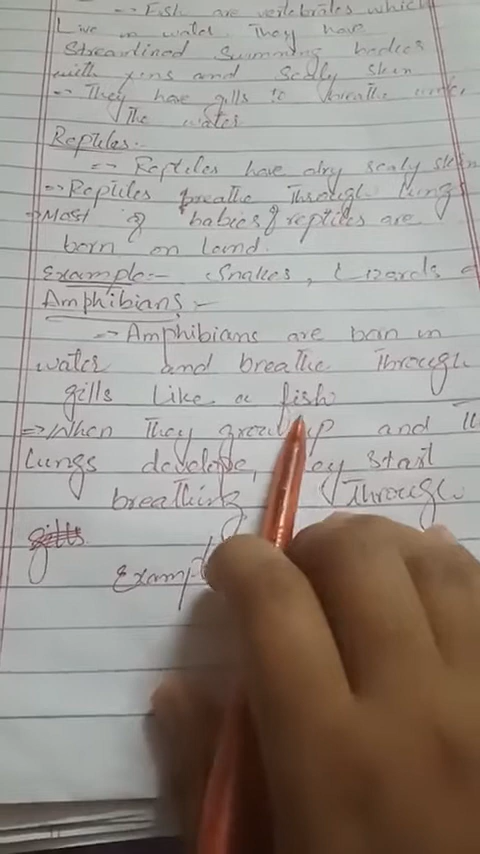 -> Fish are vertebrates which
Live in water. They have
Streamlined Swimming bodies
with fins and Scaly skin
-> They have gills to breathe under
The water
Reptiles:-
-> Reptiles have dry scaly skin
-> Reptiles breathe Through lungs
-> Most of babies of reptiles are
born on land.
Example:- Snakes, Lizards
Amphibians:-
-> Amphibians are born in
water and breathe Through
gills Like a fish
-> When They grow up and
lungs develope, Start
breathing Through
gills